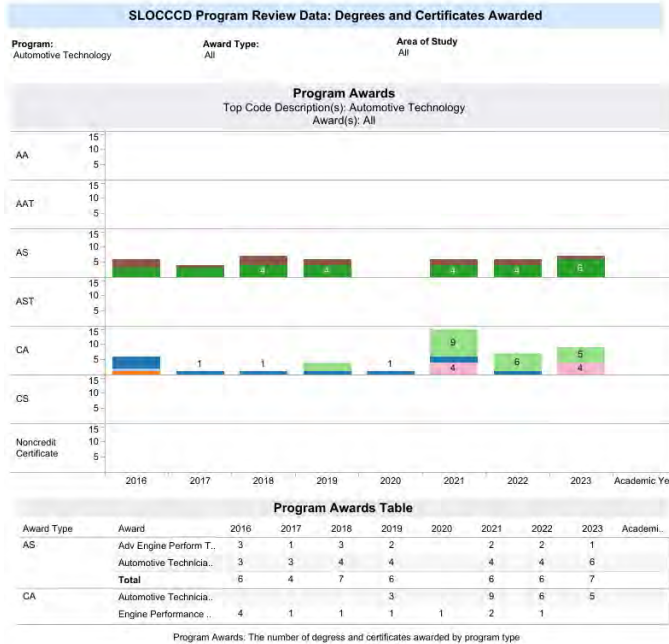 SLOCCCD Program Review Data: Degrees and Certificates Awarded
Program: Award Type: Area of Study
Automotive Technology All All
Program Awards
Top Code Description(s): Automotive Technology
Award(s): All
AA 15 10 5
AAT 15 10 5
AS 15 10 5 4 4 4 4 6
AST 15 10 5
CA 15 10 5 1 1 1 9 4 6 5 4
CS 15 10 5
Noncredit Certificate 15 10 5
2016 2017 2018 2019 2020 2021 2022 2023 Academic Ye
Program Awards Table
Award Type Award 2016 2017 2018 2019 2020 2021 2022 2023 Academi..
AS Adv Engine Perform T.. 3 1 3 2 2 2 1
Automotive Technicia.. 3 3 4 4 4 4 6
Total 6 4 7 6 6 6 7
CA Automotive Technicia.. 3 9 6 5
Engine Performance .. 4 1 1 1 1 2 1
Program Awards: The number of degress and certificates awarded by program type